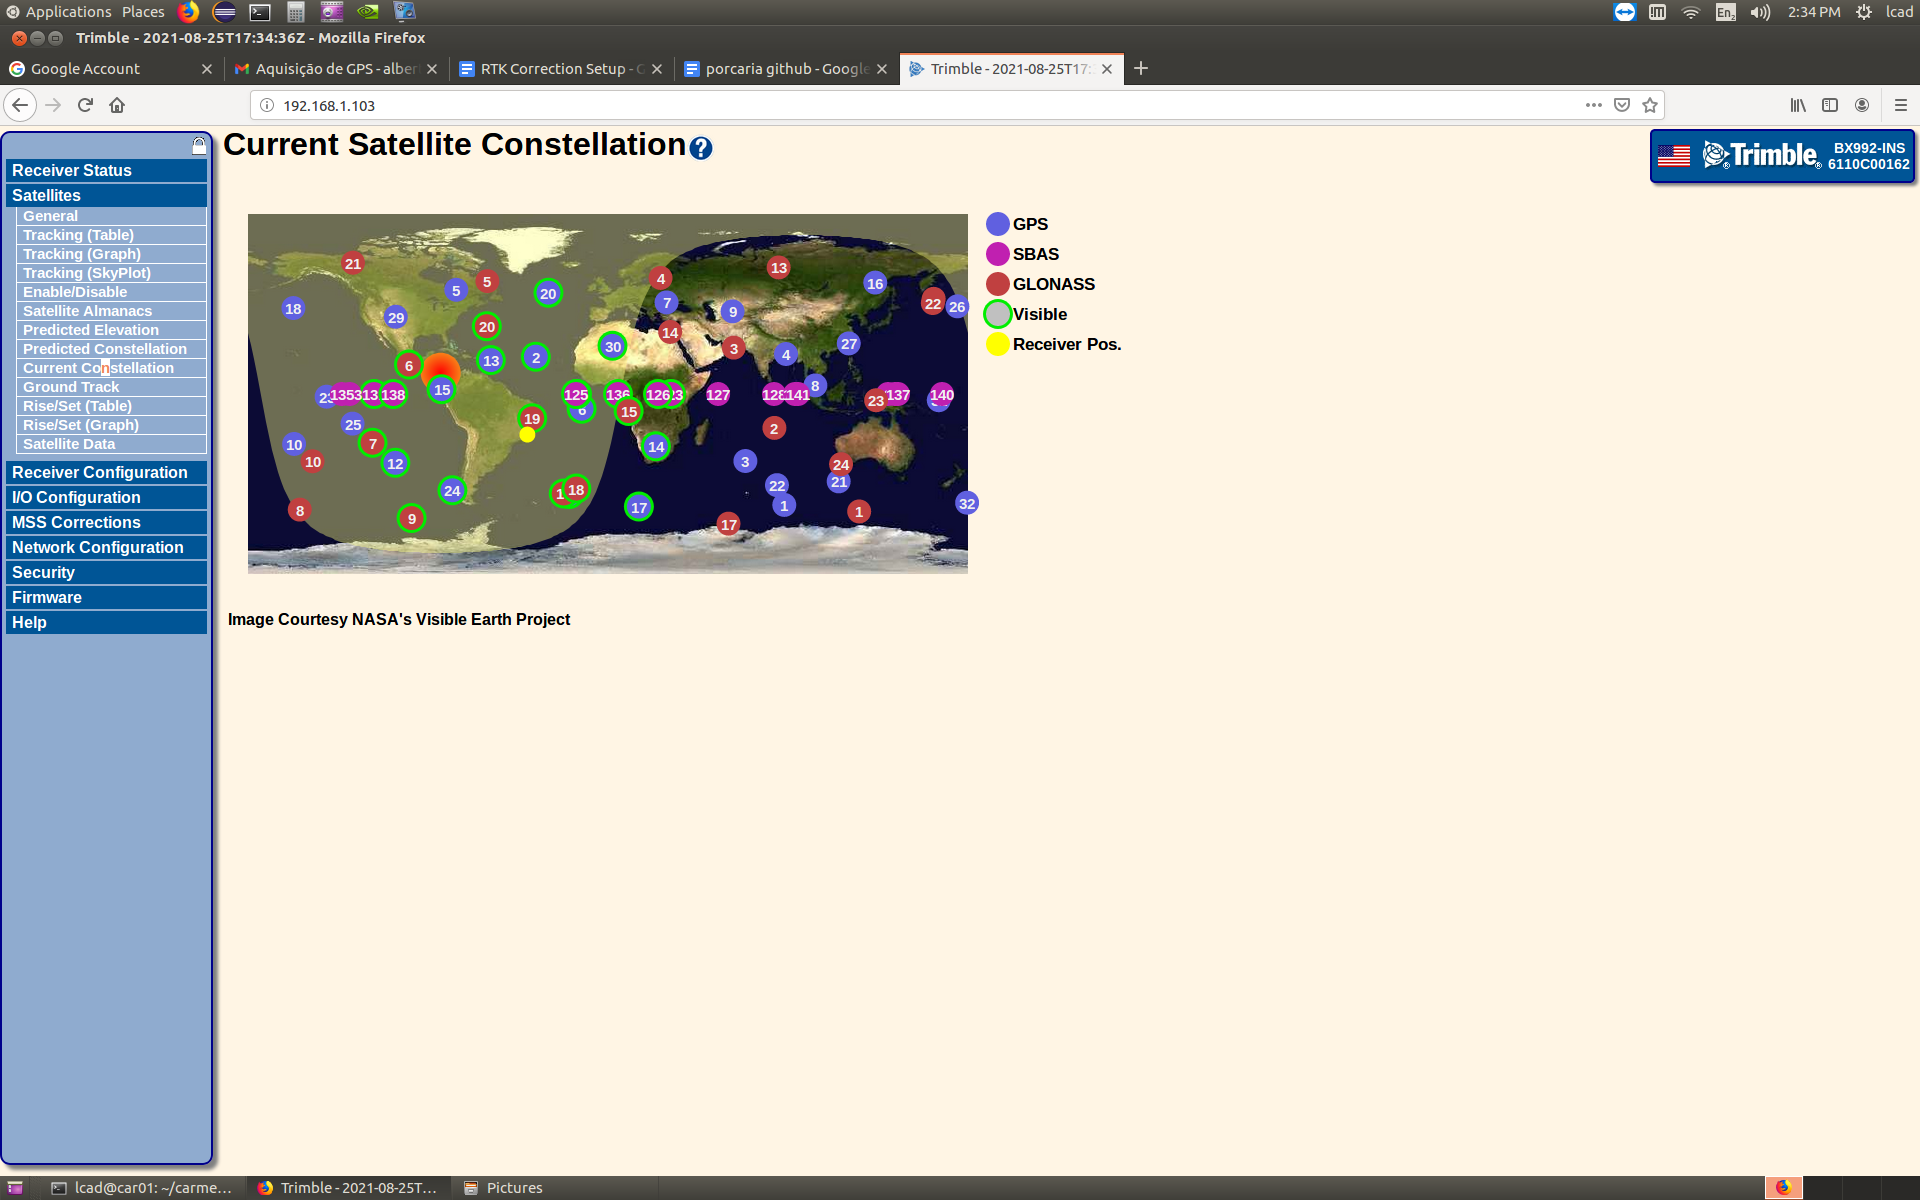 Applications Places
En2
2:34 PM
lcad
Trimble - 2021-08-25T17:34:36Z - Mozilla Firefox
Google Account
Aquisição de GPS - alber
RTK Correction Setup - G
porcaria github - Google
Trimble - 2021-08-25T17:
192.168.1.103
Current Satellite Constellation ?
Trimble
BX992-INS
6110C00162
Receiver Status
Satellites
General
Tracking (Table)
Tracking (Graph)
Tracking (SkyPlot)
Enable/Disable
Satellite Almanacs
Predicted Elevation
Predicted Constellation
Current Constellation
Ground Track
Rise/Set (Table)
Rise/Set (Graph)
Satellite Data
Receiver Configuration
I/O Configuration
MSS Corrections
Network Configuration
Security
Firmware
Help
21 4 13
5 5 20 16
18 7 22 26
29 20 9
14 27
30 3
6 13 2 4
15 8
135 138 125 136 126 127 128 141 137 140
23
25 19 6 15 2
10 7 14
10 12 3 24
24 18 22 21
8 17 1 1 32
9 17
GPS
SBAS
GLONASS
Visible
Receiver Pos.
Image Courtesy NASA's Visible Earth Project
lcad@car01: ~/carme...
Trimble - 2021-08-25T...
Pictures